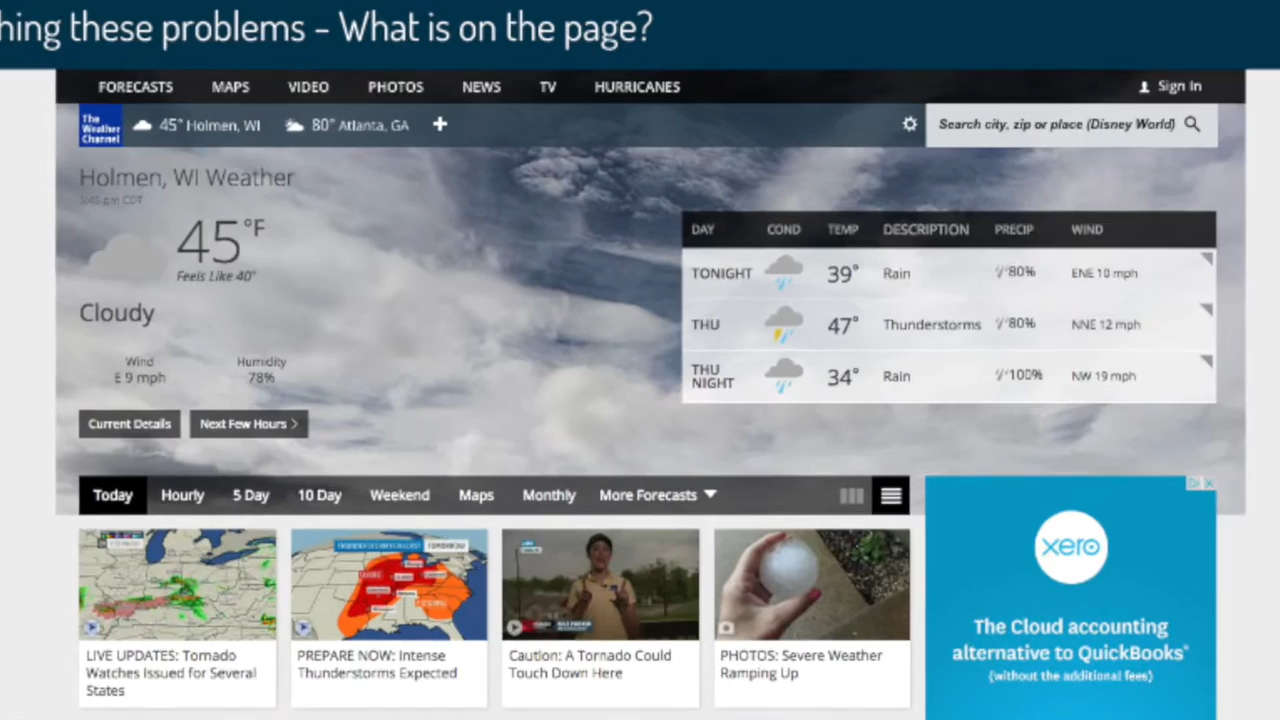 hing these problems - What is on the page?
FORECASTS MAPS VIDEO PHOTOS NEWS TV HURRICANES Sign In
The Weather Channel
45° Holmen, WI 80° Atlanta, GA + Search city, zip or place (Disney World)
Holmen, WI Weather
5:45 pm CDT
45°F
Feels Like 40°
Cloudy
Wind Humidity
E 9 mph 78%
Current Details Next Few Hours >
DAY COND TEMP DESCRIPTION PRECIP WIND
TONIGHT 39° Rain 80% ENE 10 mph
THU 47° Thunderstorms 80% NNE 12 mph
THU NIGHT 34° Rain 100% NW 19 mph
Today Hourly 5 Day 10 Day Weekend Maps Monthly More Forecasts
TOMORROW
LIVE UPDATES: Tornado
Watches Issued for Several
States
PREPARE NOW: Intense
Thunderstorms Expected
Caution: A Tornado Could
Touch Down Here
PHOTOS: Severe Weather
Ramping Up
xero
The Cloud accounting
alternative to QuickBooks®
(without the additional fees)